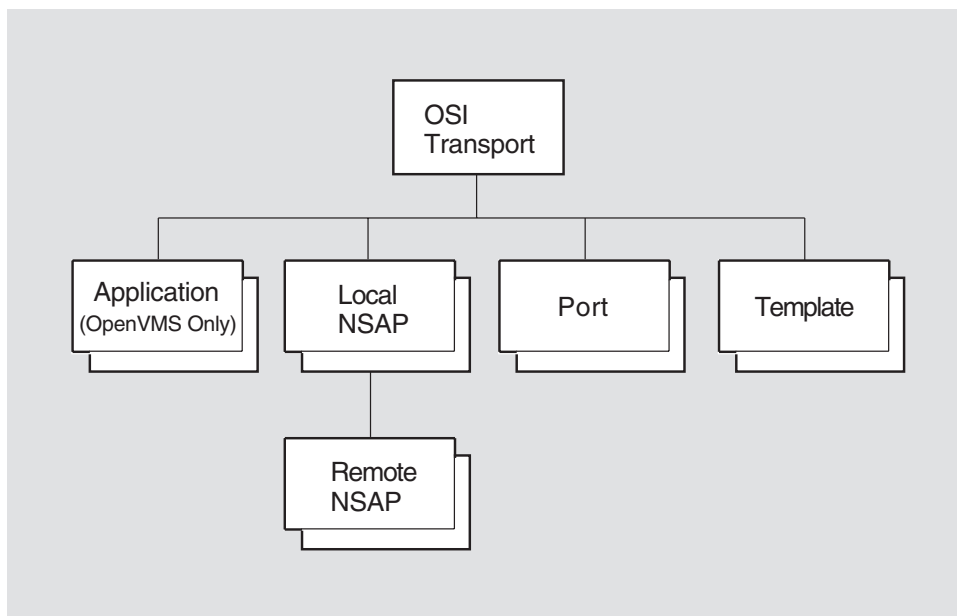 OSI
Transport
Application
(OpenVMS Only)
Local
NSAP
Port
Template
Remote
NSAP